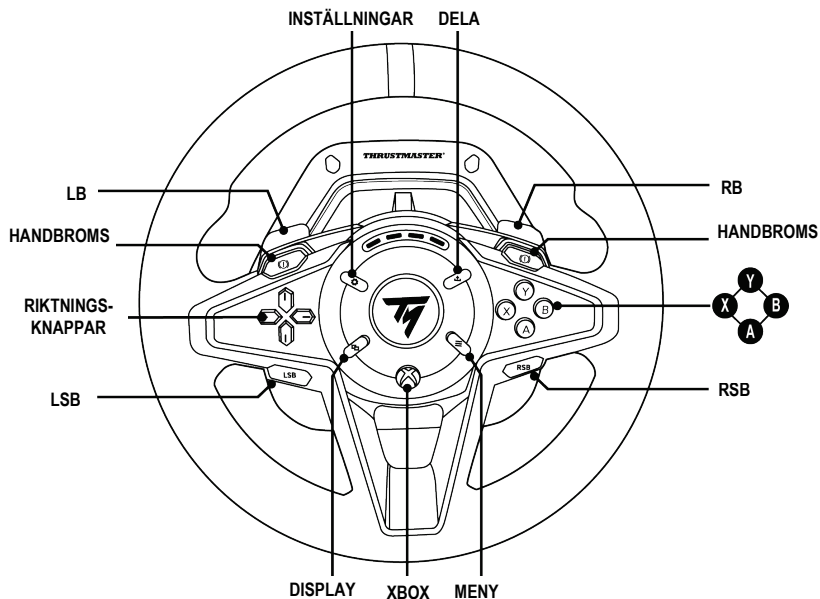 INSTÄLLNINGAR DELA
THRUSTMASTER
LB
RB
HANDBROMS
HANDBROMS
RIKTNINGS-
KNAPPAR
Y
X
B
A
Y
X
B
A
LSB
RSB
LSB
RSB
DISPLAY XBOX MENY